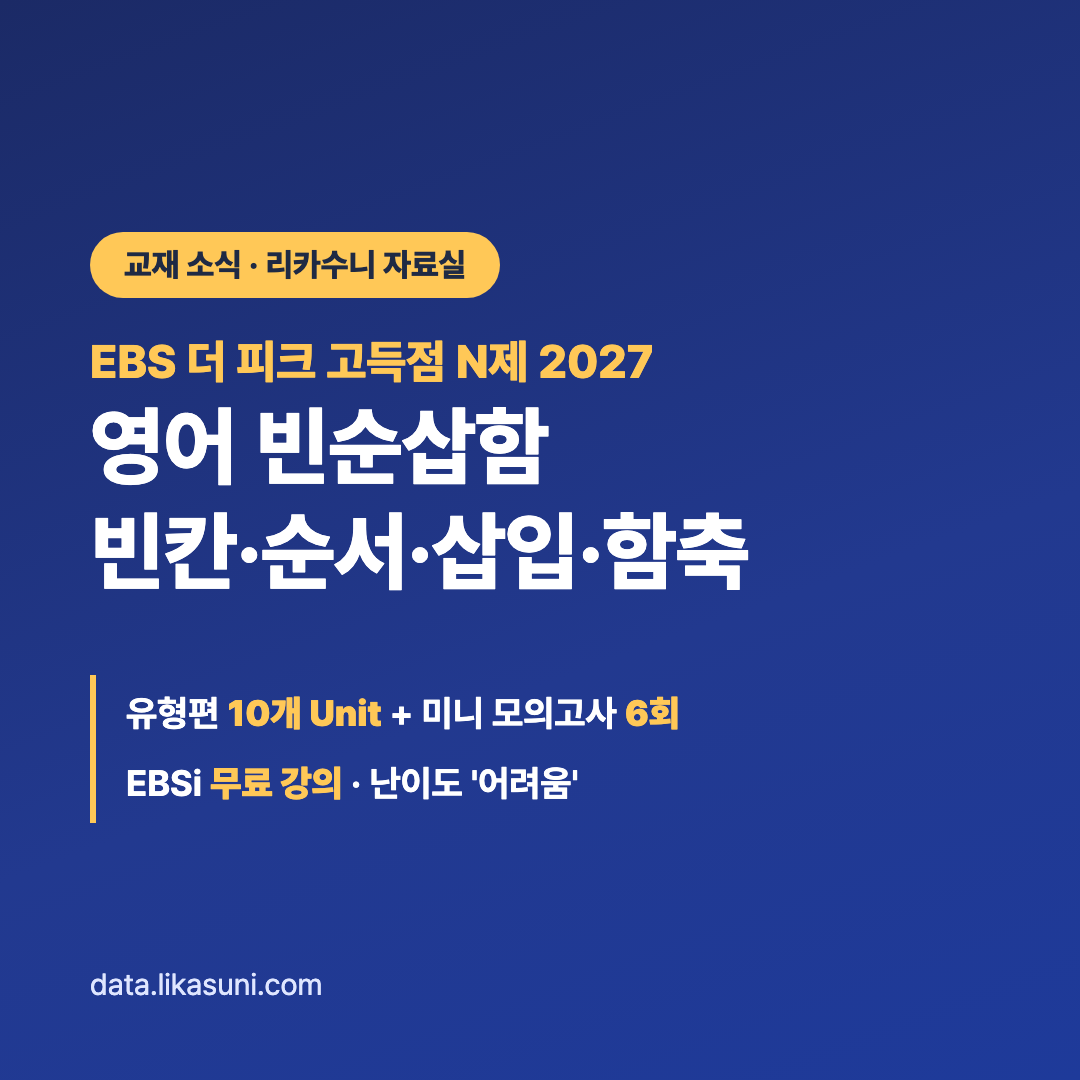 교재 소식 · 리카수니 자료실
EBS 더 피크 고득점 N제 2027
영어 빈순삽함
빈칸·순서·삽입·함축
유형편 10개 Unit + 미니 모의고사 6회
EBSi 무료 강의 · 난이도 '어려움'
data.likasuni.com